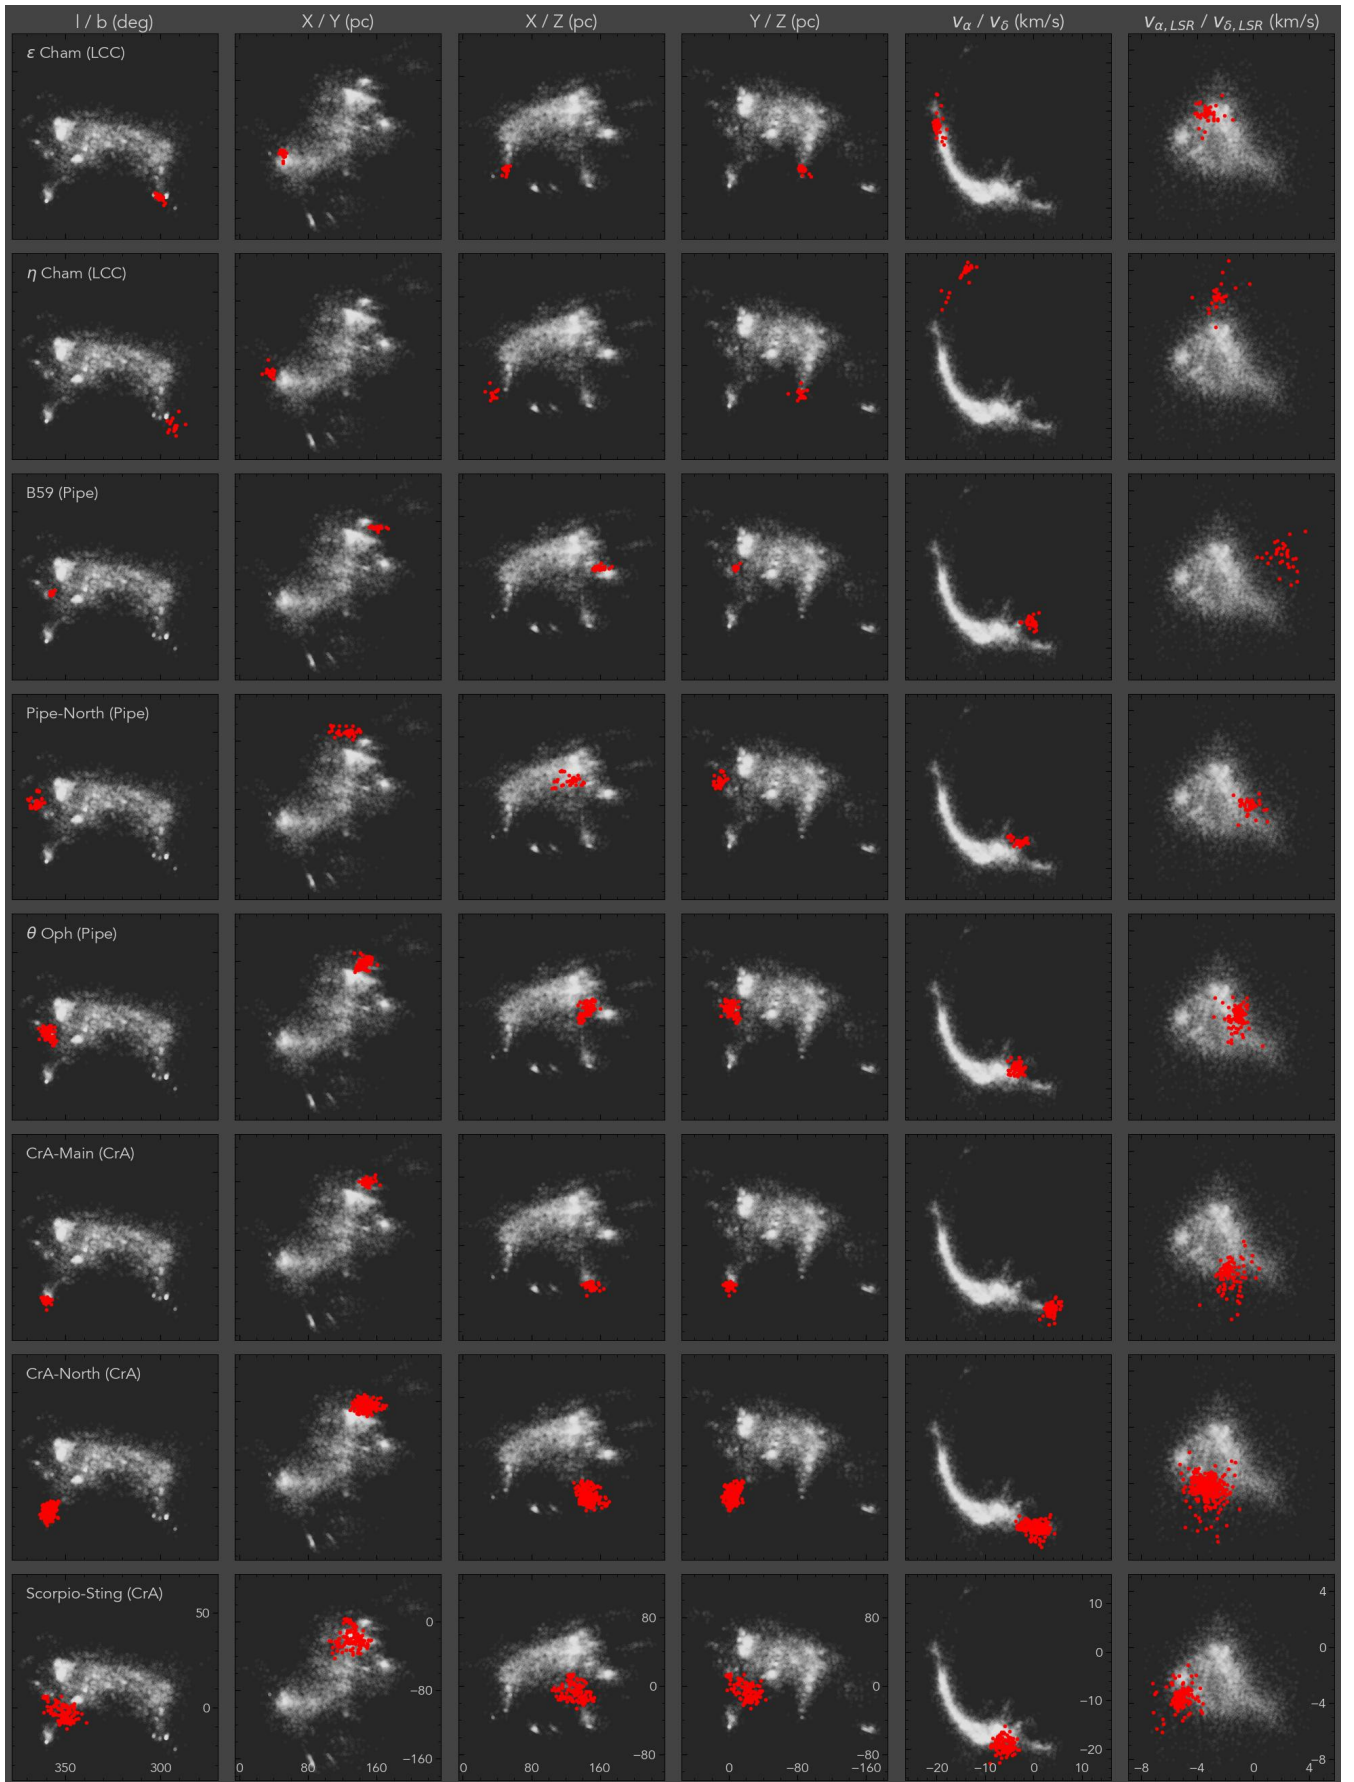 l / b (deg) X / Y (pc) X / Z (pc) Y / Z (pc) vα / vδ (km/s) vα,LSR / vδ,LSR (km/s)
ε Cham (LCC)
η Cham (LCC)
B59 (Pipe)
Pipe-North (Pipe)
θ Oph (Pipe)
CrA-Main (CrA)
CrA-North (CrA)
Scorpio-Sting (CrA)
50 0 80 80 10 4
0 0
0 −80 0 0 −10 −4
−160 −80 −80 −20 −8
350 300 0 80 160 0 80 160 0 −80 −160 −20 −10 0 −8 −4 0 4